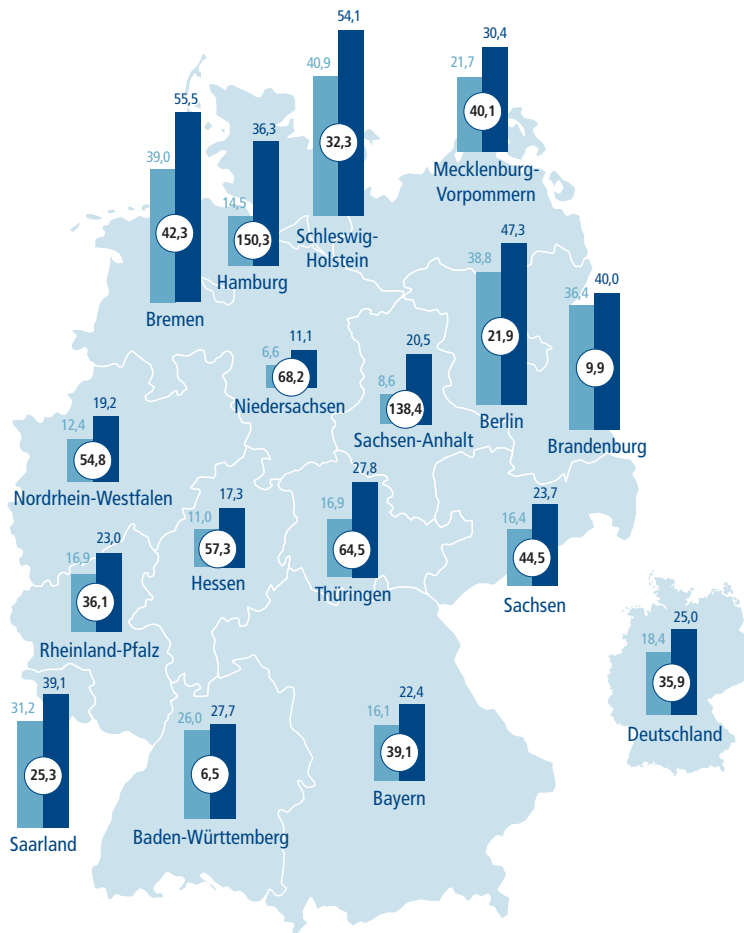 54,1
40,9
32,3
Schleswig-
Holstein
30,4
21,7
40,1
Mecklenburg-
Vorpommern
55,5
39,0
42,3
Bremen
36,3
14,5
150,3
Hamburg
47,3
38,8
21,9
Berlin
40,0
36,4
9,9
Brandenburg
11,1
6,6
68,2
Niedersachsen
20,5
8,6
138,4
Sachsen-Anhalt
19,2
12,4
54,8
Nordrhein-Westfalen
17,3
11,0
57,3
Hessen
27,8
16,9
64,5
Thüringen
23,7
16,4
44,5
Sachsen
23,0
16,9
36,1
Rheinland-Pfalz
25,0
18,4
35,9
Deutschland
39,1
31,2
25,3
Saarland
26,0 27,7
6,5
Baden-Württemberg
22,4
16,1
39,1
Bayern